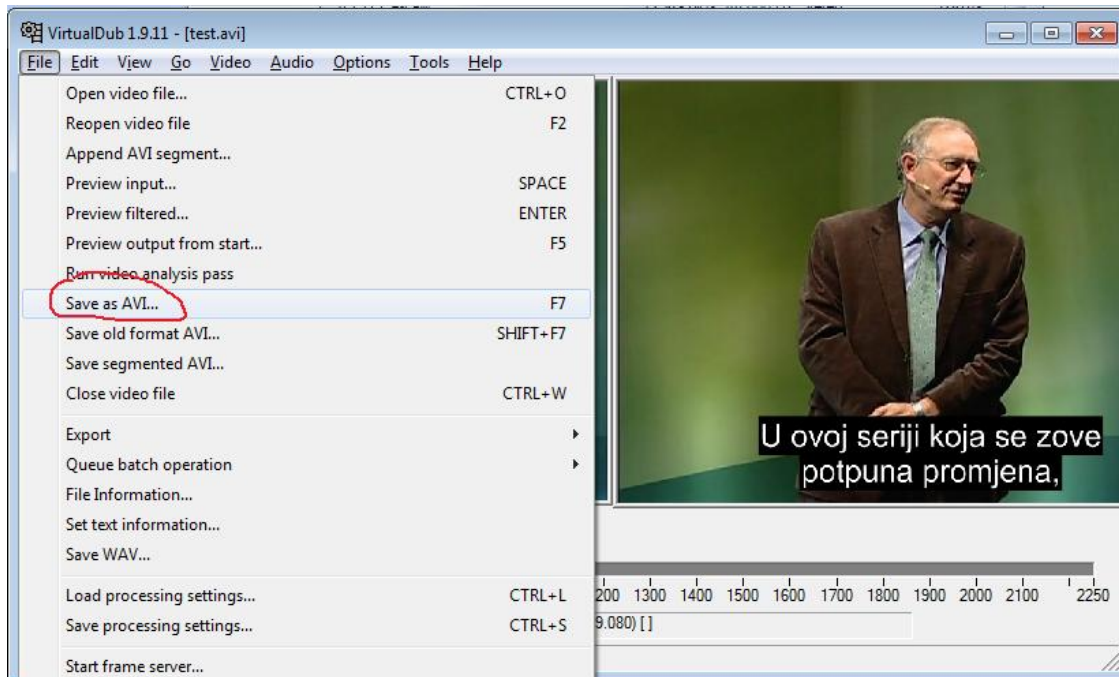 VirtualDub 1.9.11 - [test.avi]
File Edit View Go Video Audio Options Tools Help
Open video file... CTRL+O
Reopen video file F2
Append AVI segment...
Preview input... SPACE
Preview filtered... ENTER
Preview output from start... F5
Run video analysis pass
Save as AVI... F7
Save old format AVI... SHIFT+F7
Save segmented AVI...
Close video file CTRL+W
Export
Queue batch operation
File Information...
Set text information...
Save WAV...
Load processing settings... CTRL+L
Save processing settings... CTRL+S
Start frame server...
U ovoj seriji koja se zove
potpuna promjena,
200 1300 1400 1500 1600 1700 1800 1900 2000 2100 2250
9.080) [ ]